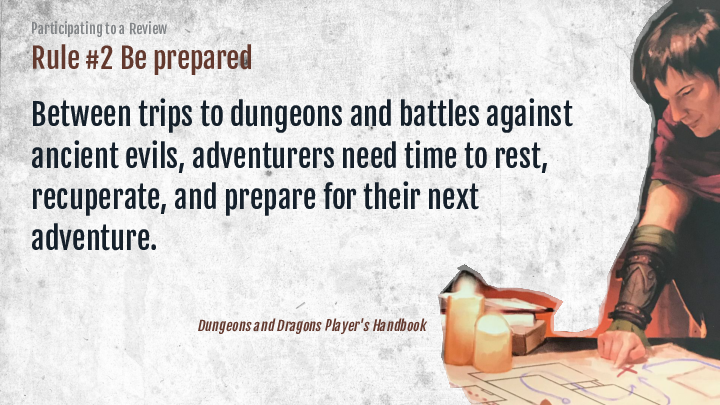 Participating to a Review
Rule #2 Be prepared
Between trips to dungeons and battles against
ancient evils, adventurers need time to rest,
recuperate, and prepare for their next
adventure.
Dungeons and Dragons Player's Handbook